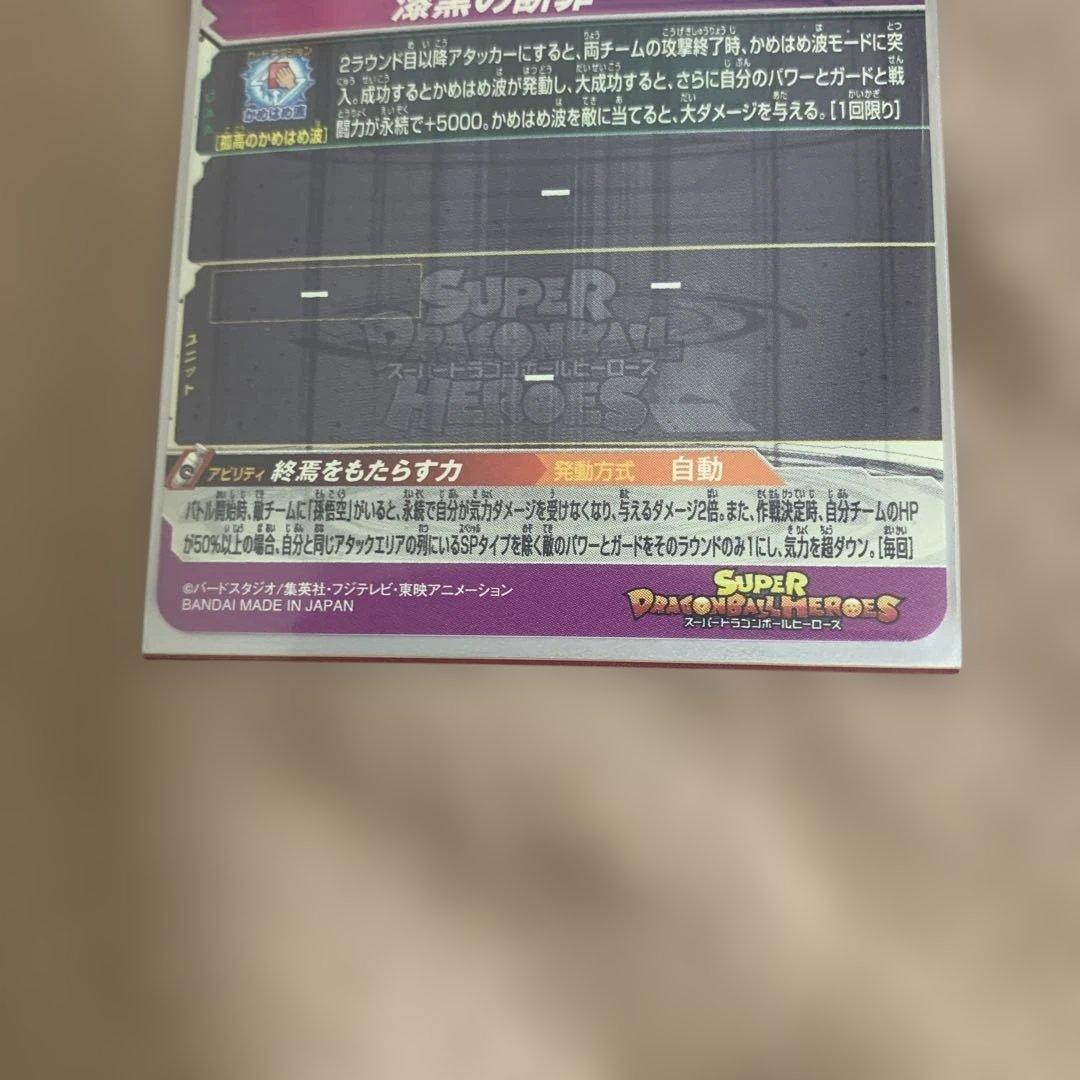 漆黒の断罪
2ラウンド目以降アタッカーにすると、両チームの攻撃終了時、かめはめ波モードに突
入。成功するとかめはめ波が発動し、大成功すると、さらに自分のパワーとガードと戦
闘力が永続で+5000。かめはめ波を敵に当てると、大ダメージを与える。[1回限り]
かめはめ波
[孤高のかめはめ波]
ー
ー ー
SUPER
DRAGONBALL
スーパードラゴンボールヒーローズ
ー
HEROES
ユニット
アビリティ 終焉をもたらす力 発動方式 自動
バトル開始時、敵チームに「孫悟空」がいると、永続で自分が気力ダメージを受けなくなり、与えるダメージ2倍。また、作戦決定時、自分チームのHP
が50%以上の場合、自分と同じアタックエリアの列にいるSPタイプを除く敵のパワーとガードをそのラウンドのみ1にし、気力を超ダウン。[毎回]
©バードスタジオ/集英社・フジテレビ・東映アニメーション
BANDAI MADE IN JAPAN
SUPER
DRAGONBALL HEROES
スーパードラゴンボールヒーローズ